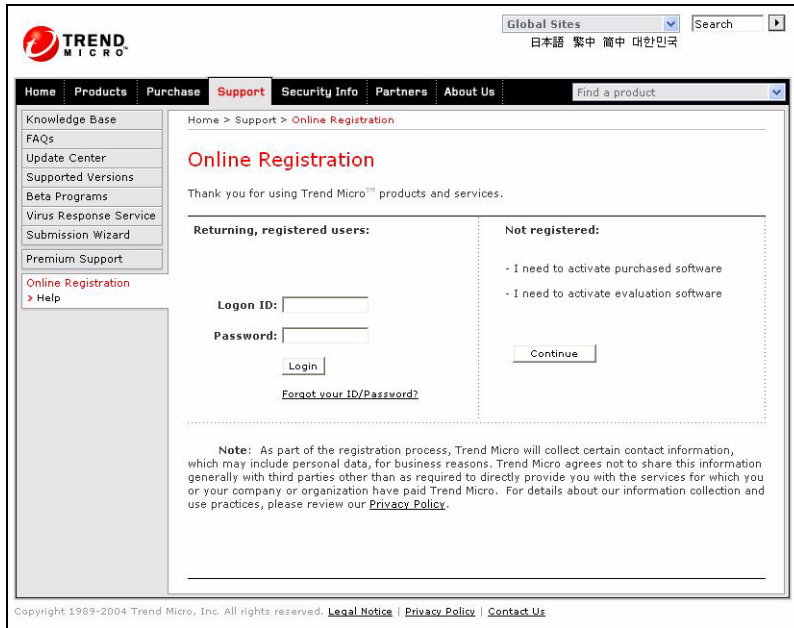 TREND
MICRO™
Global Sites
Search
日本語 繁中 简中 대한민국
Home Products Purchase Support Security Info Partners About Us
Find a product
Knowledge Base
FAQs
Update Center
Supported Versions
Beta Programs
Virus Response Service
Submission Wizard
Premium Support
Online Registration
> Help
Home > Support > Online Registration
Online Registration
Thank you for using Trend Micro™ products and services.
Returning, registered users:
Logon ID:
Password:
Login
Forgot your ID/Password?
Not registered:
- I need to activate purchased software
- I need to activate evaluation software
Continue
Note: As part of the registration process, Trend Micro will collect certain contact information,
which may include personal data, for business reasons. Trend Micro agrees not to share this information
generally with third parties other than as required to directly provide you with the services for which you
or your company or organization have paid Trend Micro. For details about our information collection and
use practices, please review our Privacy Policy.
Copyright 1989-2004 Trend Micro, Inc. All rights reserved. Legal Notice | Privacy Policy | Contact Us